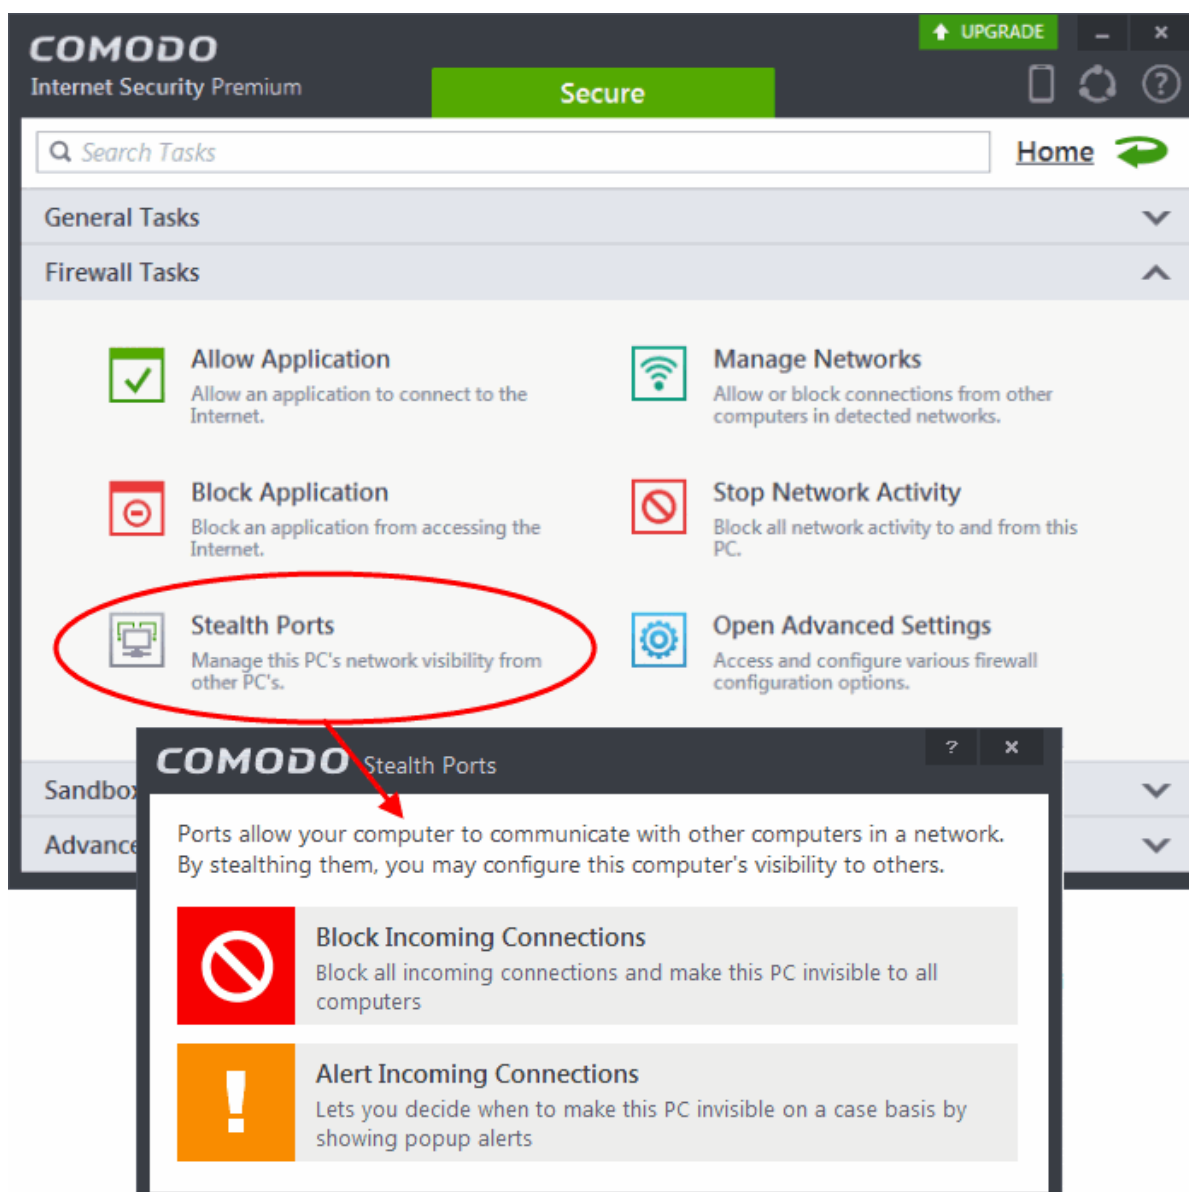 COMODO
UPGRADE
Internet Security Premium
Secure
Search Tasks
Home
General Tasks
Firewall Tasks
Allow Application
Allow an application to connect to the
Internet.
Manage Networks
Allow or block connections from other
computers in detected networks.
Block Application
Block an application from accessing the
Internet.
Stop Network Activity
Block all network activity to and from this
PC.
Stealth Ports
Manage this PC's network visibility from
other PC's.
Open Advanced Settings
Access and configure various firewall
configuration options.
COMODO Stealth Ports
Ports allow your computer to communicate with other computers in a network.
By stealthing them, you may configure this computer's visibility to others.
Block Incoming Connections
Block all incoming connections and make this PC invisible to all
computers
Alert Incoming Connections
Lets you decide when to make this PC invisible on a case basis by
showing popup alerts